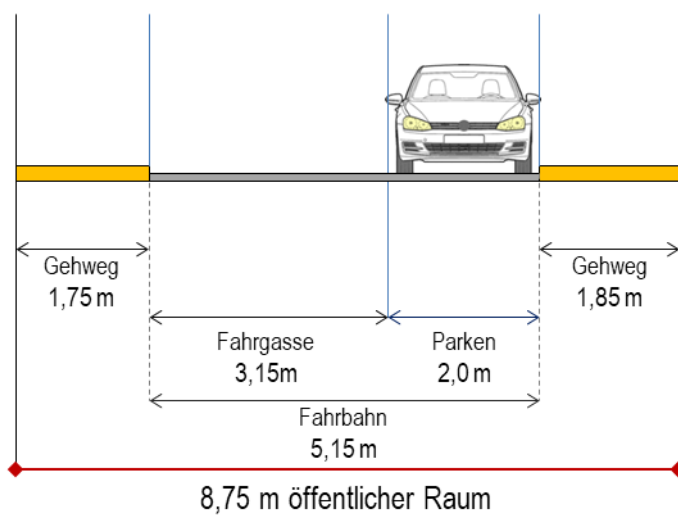 Gehweg
1,75 m
Gehweg
1,85 m
Fahrgasse
3,15m
Parken
2,0 m
Fahrbahn
5,15 m
8,75 m öffentlicher Raum